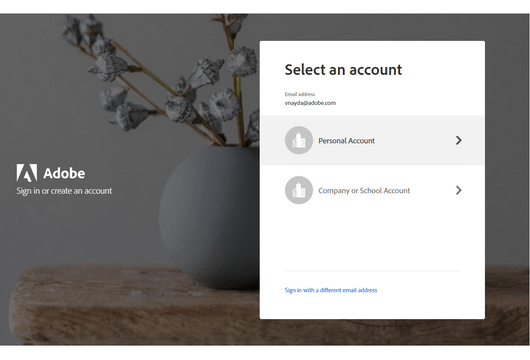 Select an account
Email address
vnayda@adobe.com
Personal Account
Company or School Account
Sign in with a different email address
Adobe
Sign in or create an account